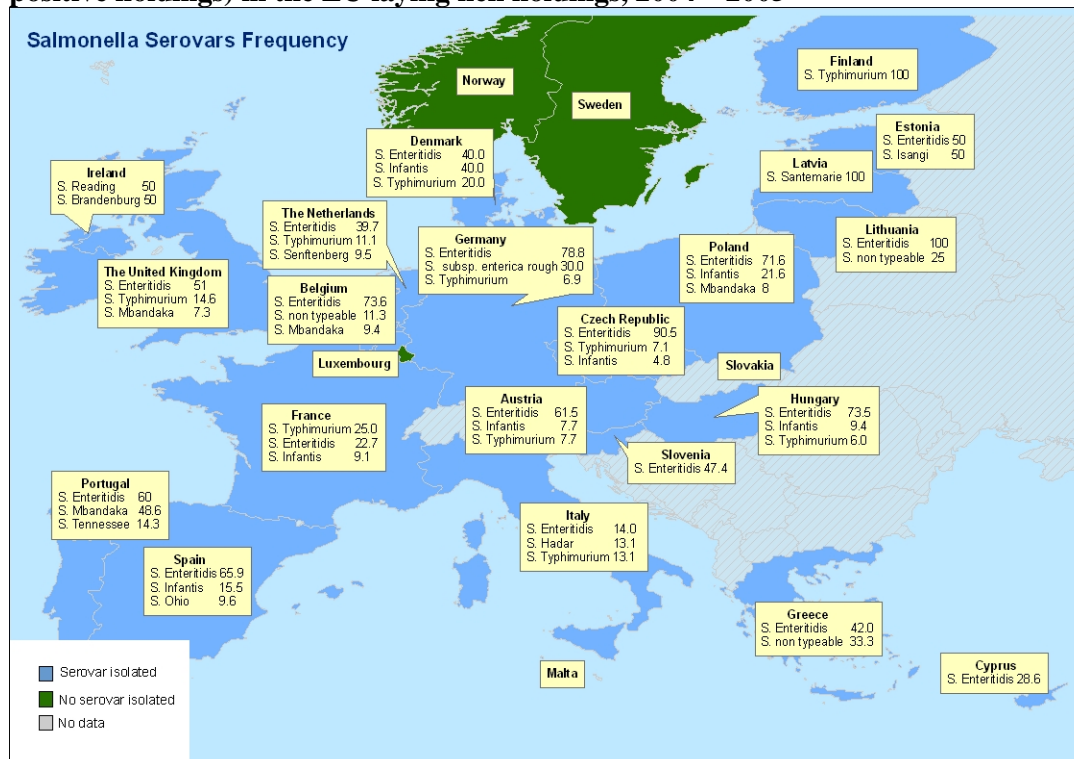 positive holdings) in the EU laying hen holdings, 2004 – 2005
Salmonella Serovars Frequency
Norway
Sweden
Finland
S. Typhimurium 100
Denmark
S. Enteritidis 40.0
S. Infantis 40.0
S. Typhimurium 20.0
Estonia
S. Enteritidis 50
S. Isangi 50
Latvia
S. Santemarie 100
Ireland
S. Reading 50
S. Brandenburg 50
The Netherlands
S. Enteritidis 39.7
S. Typhimurium 11.1
S. Senftenberg 9.5
Germany
S. Enteritidis 78.8
S. subsp. enterica rough 30.0
S. Typhimurium 6.9
Poland
S. Enteritidis 71.6
S. Infantis 21.6
S. Mbandaka 8
Lithuania
S. Enteritidis 100
S. non typeable 25
The United Kingdom
S. Enteritidis 51
S. Typhimurium 14.6
S. Mbandaka 7.3
Belgium
S. Enteritidis 73.6
S. non typeable 11.3
S. Mbandaka 9.4
Czech Republic
S. Enteritidis 90.5
S. Typhimurium 7.1
S. Infantis 4.8
Luxembourg
Slovakia
Austria
S. Enteritidis 61.5
S. Infantis 7.7
S. Typhimurium 7.7
Hungary
S. Enteritidis 73.5
S. Infantis 9.4
S. Typhimurium 6.0
France
S. Typhimurium 25.0
S. Enteritidis 22.7
S. Infantis 9.1
Slovenia
S. Enteritidis 47.4
Portugal
S. Enteritidis 60
S. Mbandaka 48.6
S. Tennessee 14.3
Italy
S. Enteritidis 14.0
S. Hadar 13.1
S. Typhimurium 13.1
Spain
S. Enteritidis 65.9
S. Infantis 15.5
S. Ohio 9.6
Greece
S. Enteritidis 42.0
S. non typeable 33.3
Malta
Cyprus
S. Enteritidis 28.6
Serovar isolated
No serovar isolated
No data